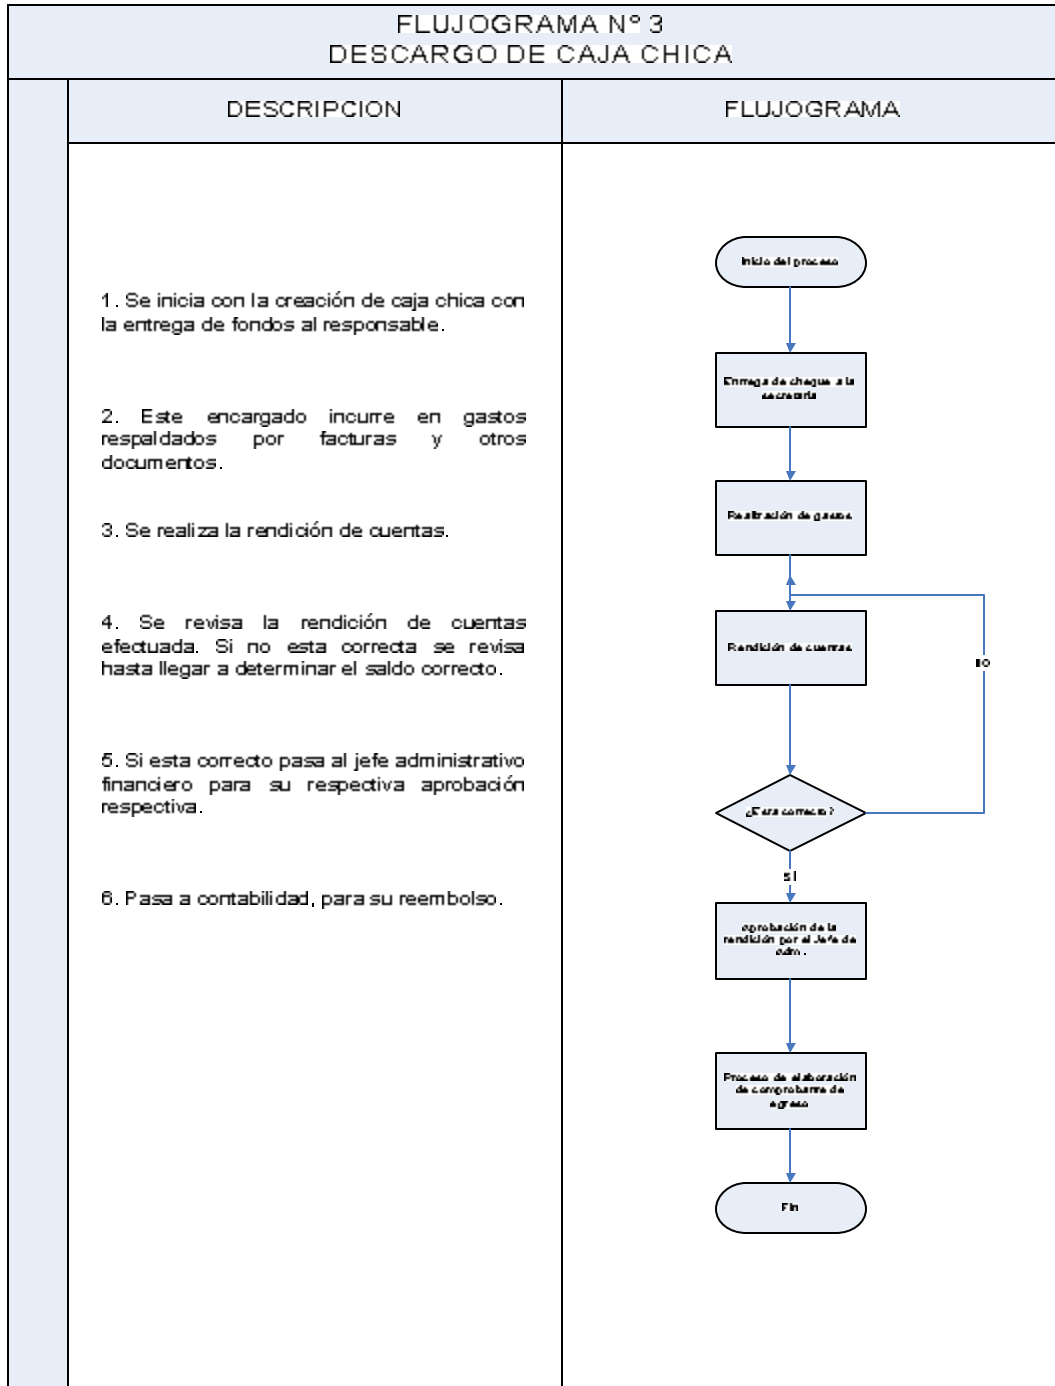 FLUJOGRAMA Nº 3
DESCARGO DE CAJA CHICA
DESCRIPCION
FLUJOGRAMA
1. Se inicia con la creación de caja chica con
la entrega de fondos al responsable.
2. Este encargado incurre en gastos
respaldados por facturas y otros
documentos.
3. Se realiza la rendición de cuentas.
4. Se revisa la rendición de cuentas
efectuada. Si no esta correcta se revisa
hasta llegar a determinar el saldo correcto.
5. Si esta correcto pasa al jefe administrativo
financiero para su respectiva aprobación
respectiva.
6. Pasa a contabilidad, para su reembolso.
Inicio del proceso
Entrega de cheque a la
secretaria
Realización de gastos
Rendición de cuentas
no
¿Esta correcto?
si
aprobación de la
rendición por el Jefe de
adm.
Proceso de elaboración
de comprobante de
egreso
Fin